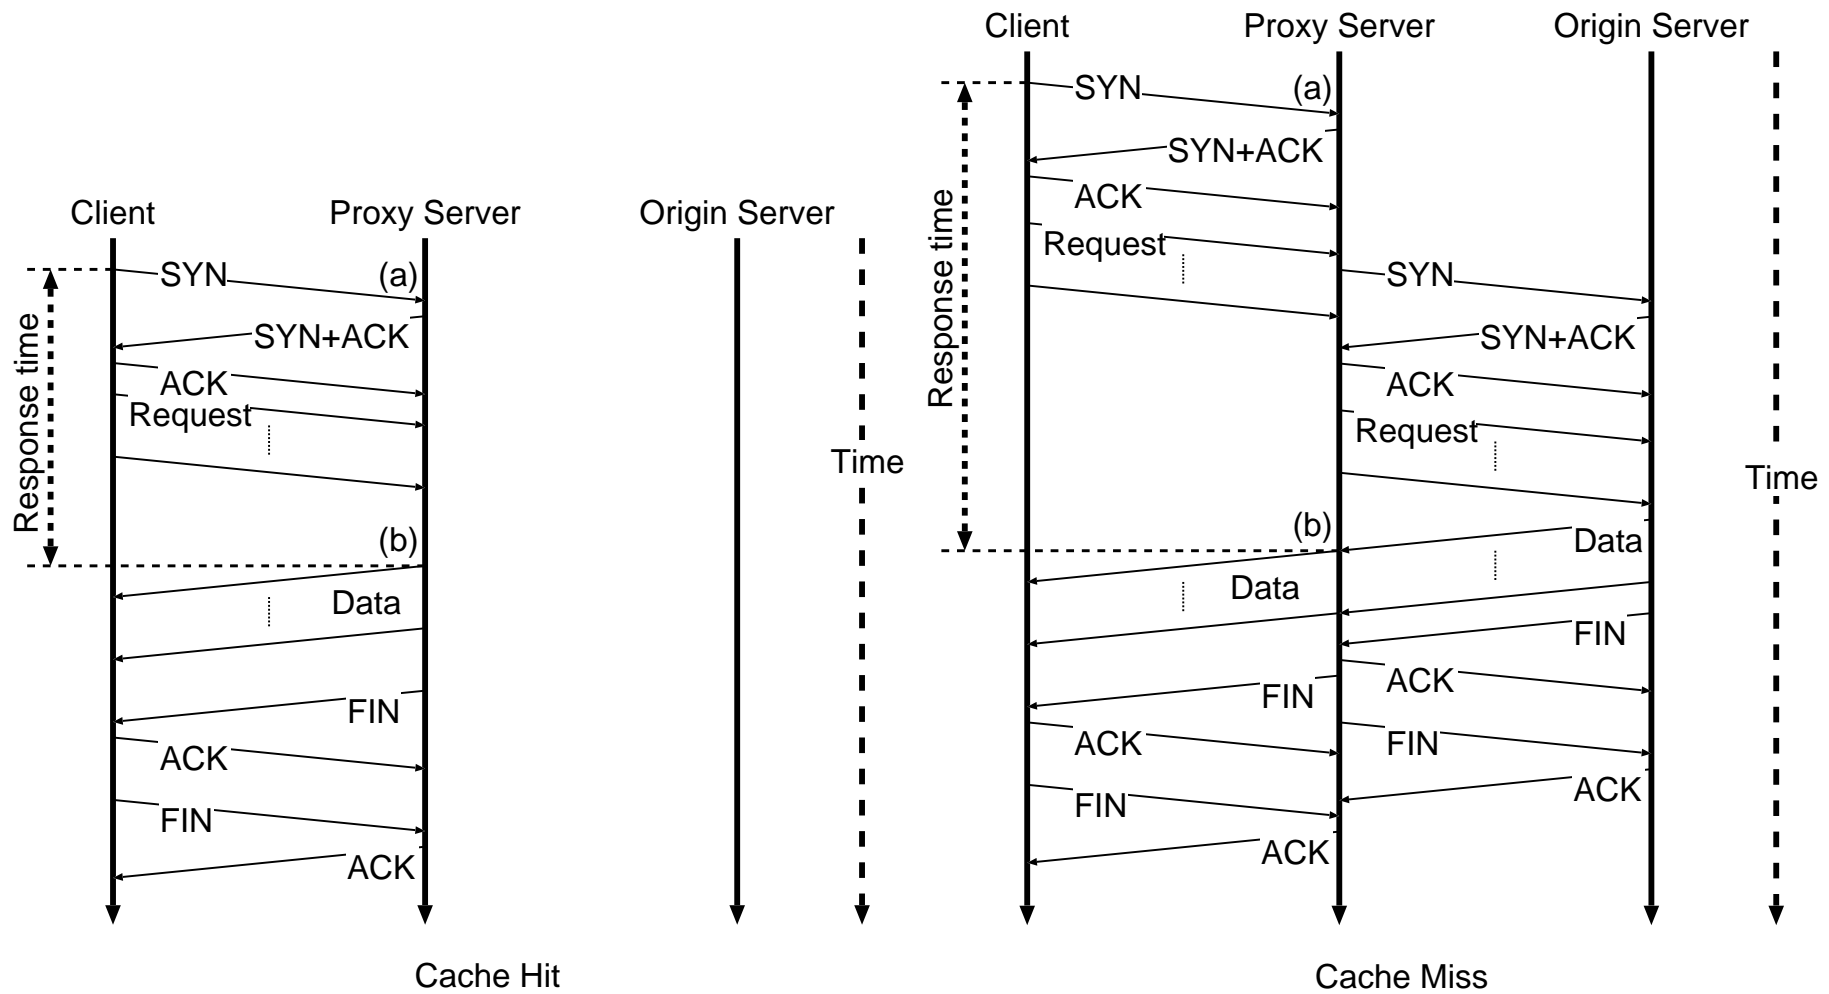 Client
Proxy Server
Origin Server
SYN
(a)
SYN+ACK
ACK
Request
Response time
Time
(b)
Data
FIN
ACK
FIN
ACK
Cache Hit
Client
Proxy Server
Origin Server
SYN
(a)
SYN+ACK
ACK
Request
SYN
SYN+ACK
ACK
Request
Response time
Time
(b)
Data
Data
FIN
ACK
FIN
ACK
FIN
FIN
ACK
ACK
Cache Miss